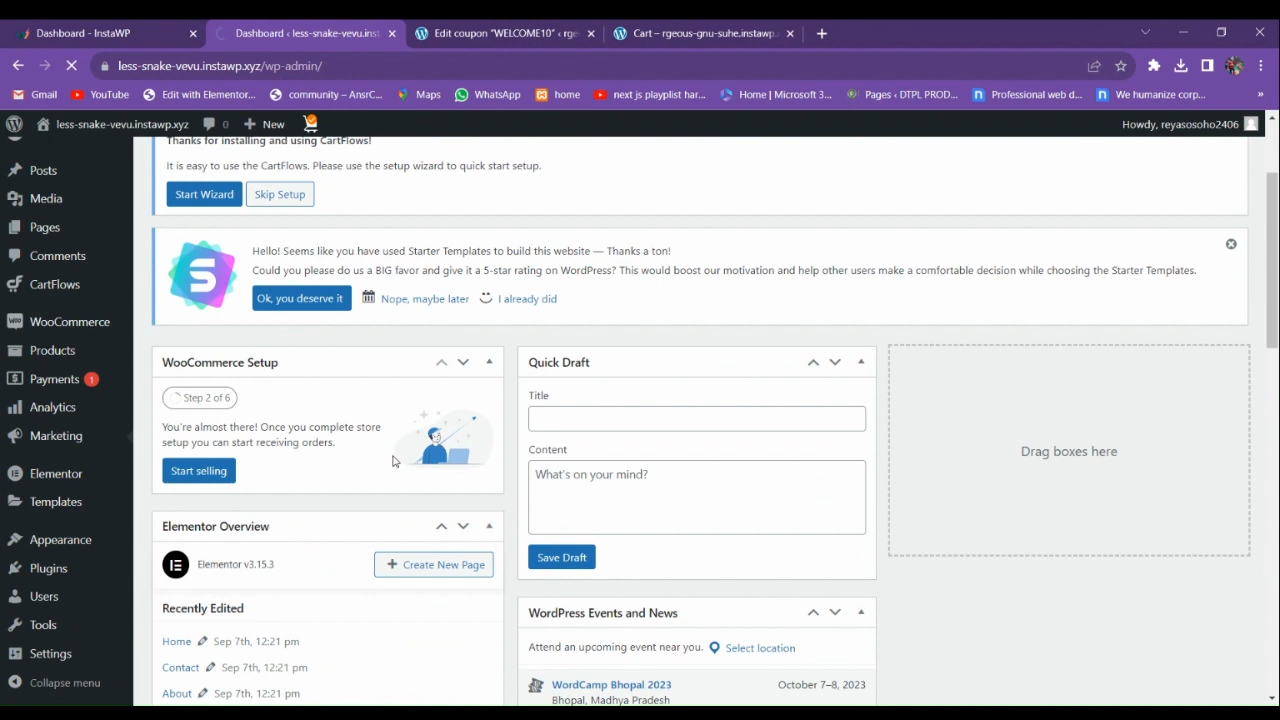 Dashboard - InstaWP
Dashboard ‹ less-snake-vevu.inst
Edit coupon "WELCOME10" ‹ rge
Cart – rgeous-gnu-suhe.instawp.
less-snake-vevu.instawp.xyz/wp-admin/
Gmail
YouTube
Edit with Elementor...
community – AnsrC...
Maps
WhatsApp
home
next js playlist har...
Home | Microsoft 3...
Pages ‹ DTPL PROD...
Professional web d...
We humanize corp...
»
less-snake-vevu.instawp.xyz
0
New
Howdy, reyasosoho2406
Posts
Media
Pages
Comments
CartFlows
WooCommerce
Products
Payments 1
Analytics
Marketing
Elementor
Templates
Appearance
Plugins
Users
Tools
Settings
Collapse menu
Thanks for installing and using CartFlows!
It is easy to use the CartFlows. Please use the setup wizard to quick start setup.
Start Wizard
Skip Setup
Hello! Seems like you have used Starter Templates to build this website — Thanks a ton!
Could you please do us a BIG favor and give it a 5-star rating on WordPress? This would boost our motivation and help other users make a comfortable decision while choosing the Starter Templates.
Ok, you deserve it
Nope, maybe later
I already did
WooCommerce Setup
Step 2 of 6
You're almost there! Once you complete store
setup you can start receiving orders.
Start selling
Elementor Overview
Elementor v3.15.3
Create New Page
Recently Edited
Home Sep 7th, 12:21 pm
Contact Sep 7th, 12:21 pm
About Sep 7th, 12:21 pm
Quick Draft
Title
Content
What's on your mind?
Save Draft
WordPress Events and News
Attend an upcoming event near you. Select location
WordCamp Bhopal 2023 October 7–8, 2023
Bhopal, Madhya Pradesh
Drag boxes here